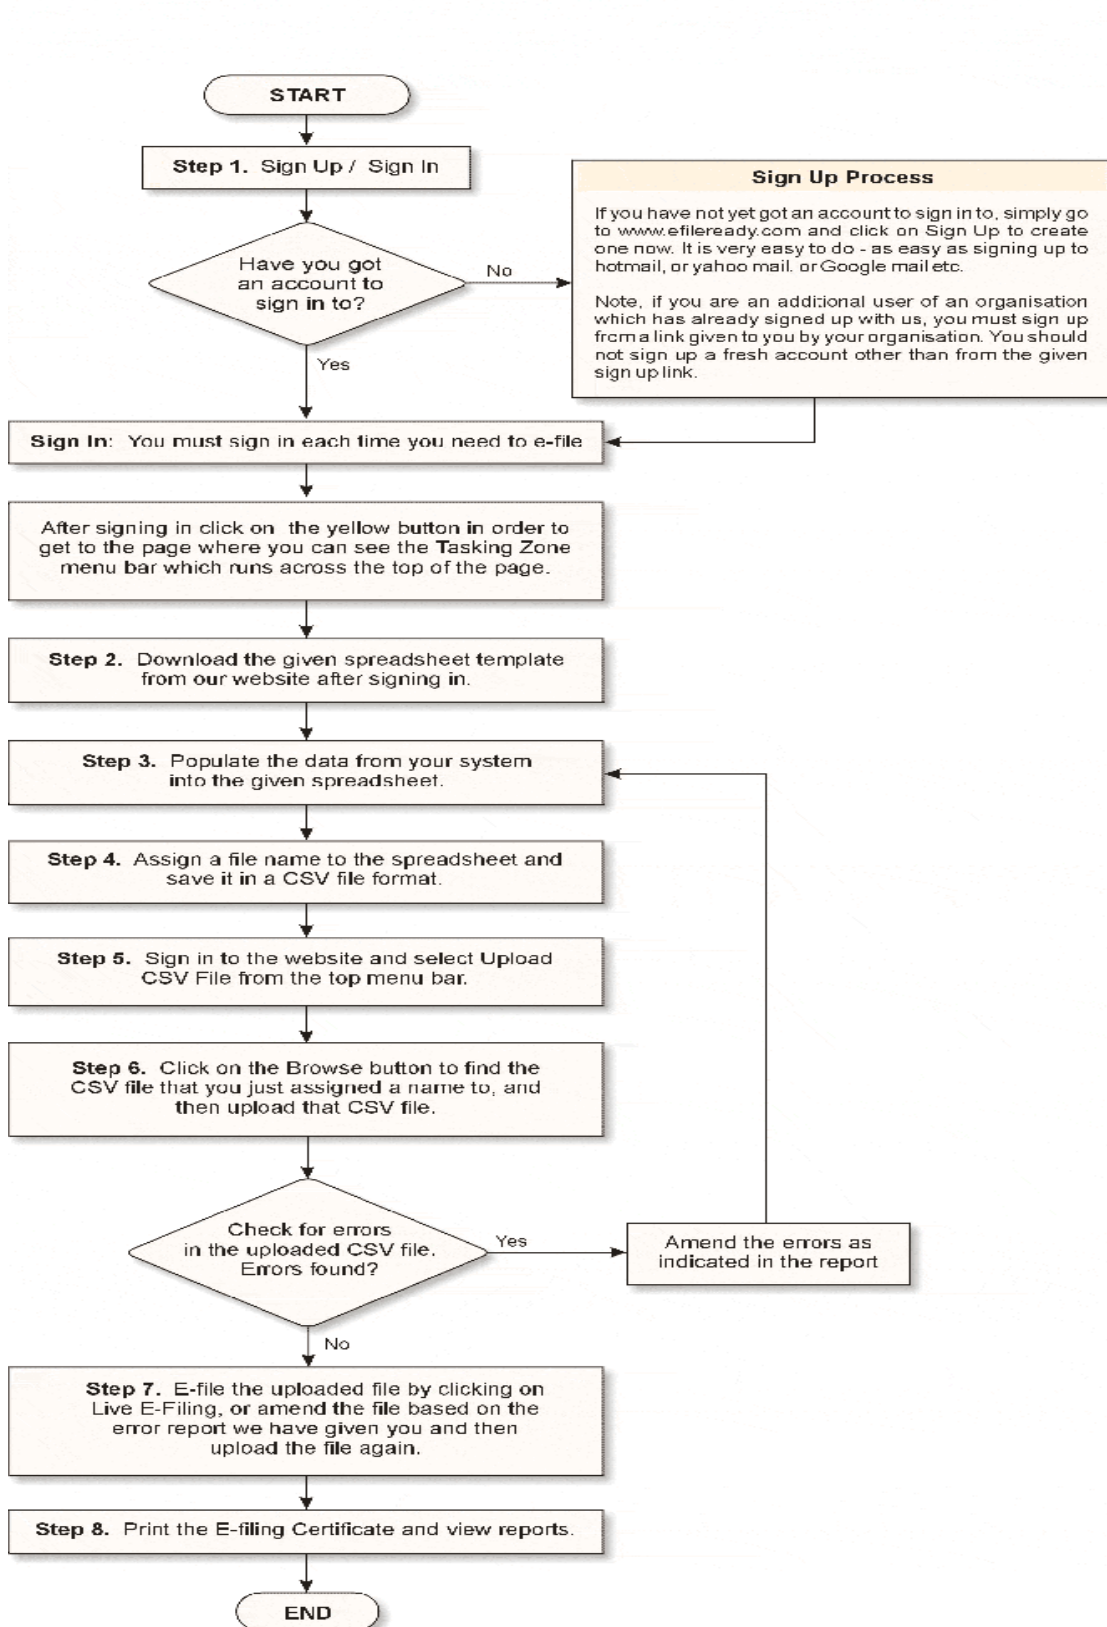 START
Step 1. Sign Up / Sign In
Have you got
an account to
sign in to?
No
Yes
Sign Up Process
If you have not yet got an account to sign in to, simply go
to www.efileready.com and click on Sign Up to create
one now. It is very easy to do - as easy as signing up to
hotmail, or yahoo mail. or Google mail etc.
Note, if you are an additional user of an organisation
which has already signed up with us, you must sign up
from a link given to you by your organisation. You should
not sign up a fresh account other than from the given
sign up link.
Sign In: You must sign in each time you need to e-file
After signing in click on the yellow button in order to
get to the page where you can see the Tasking Zone
menu bar which runs across the top of the page.
Step 2. Download the given spreadsheet template
from our website after signing in.
Step 3. Populate the data from your system
into the given spreadsheet.
Step 4. Assign a file name to the spreadsheet and
save it in a CSV file format.
Step 5. Sign in to the website and select Upload
CSV File from the top menu bar.
Step 6. Click on the Browse button to find the
CSV file that you just assigned a name to, and
then upload that CSV file.
Check for errors
in the uploaded CSV file.
Errors found?
Yes
Amend the errors as
indicated in the report
No
Step 7. E-file the uploaded file by clicking on
Live E-Filing, or amend the file based on the
error report we have given you and then
upload the file again.
Step 8. Print the E-filing Certificate and view reports.
END